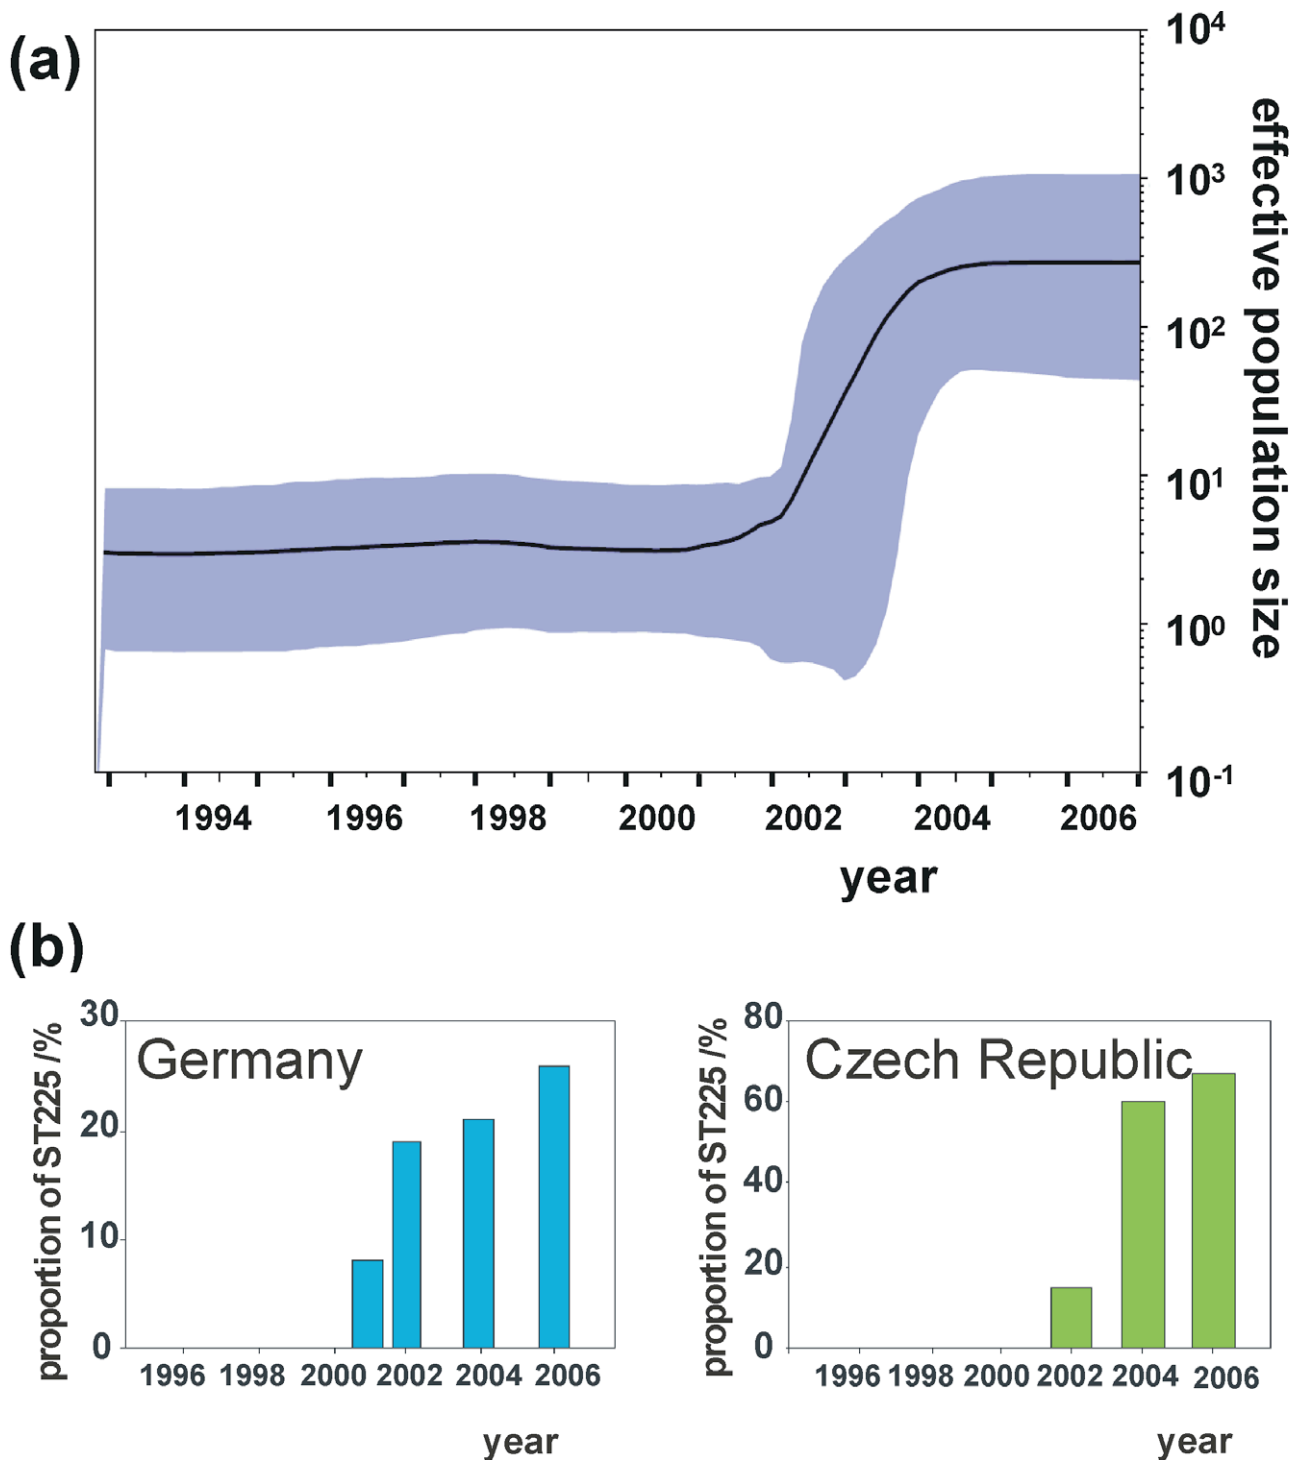 (a)
10^4
10^3
10^2
10^1
10^0
10^-1
effective population size
1994 1996 1998 2000 2002 2004 2006
year
(b)
30
20
10
0
proportion of ST225 /%
Germany
1996 1998 2000 2002 2004 2006
year
80
60
40
20
0
proportion of ST225 /%
Czech Republic
1996 1998 2000 2002 2004 2006
year